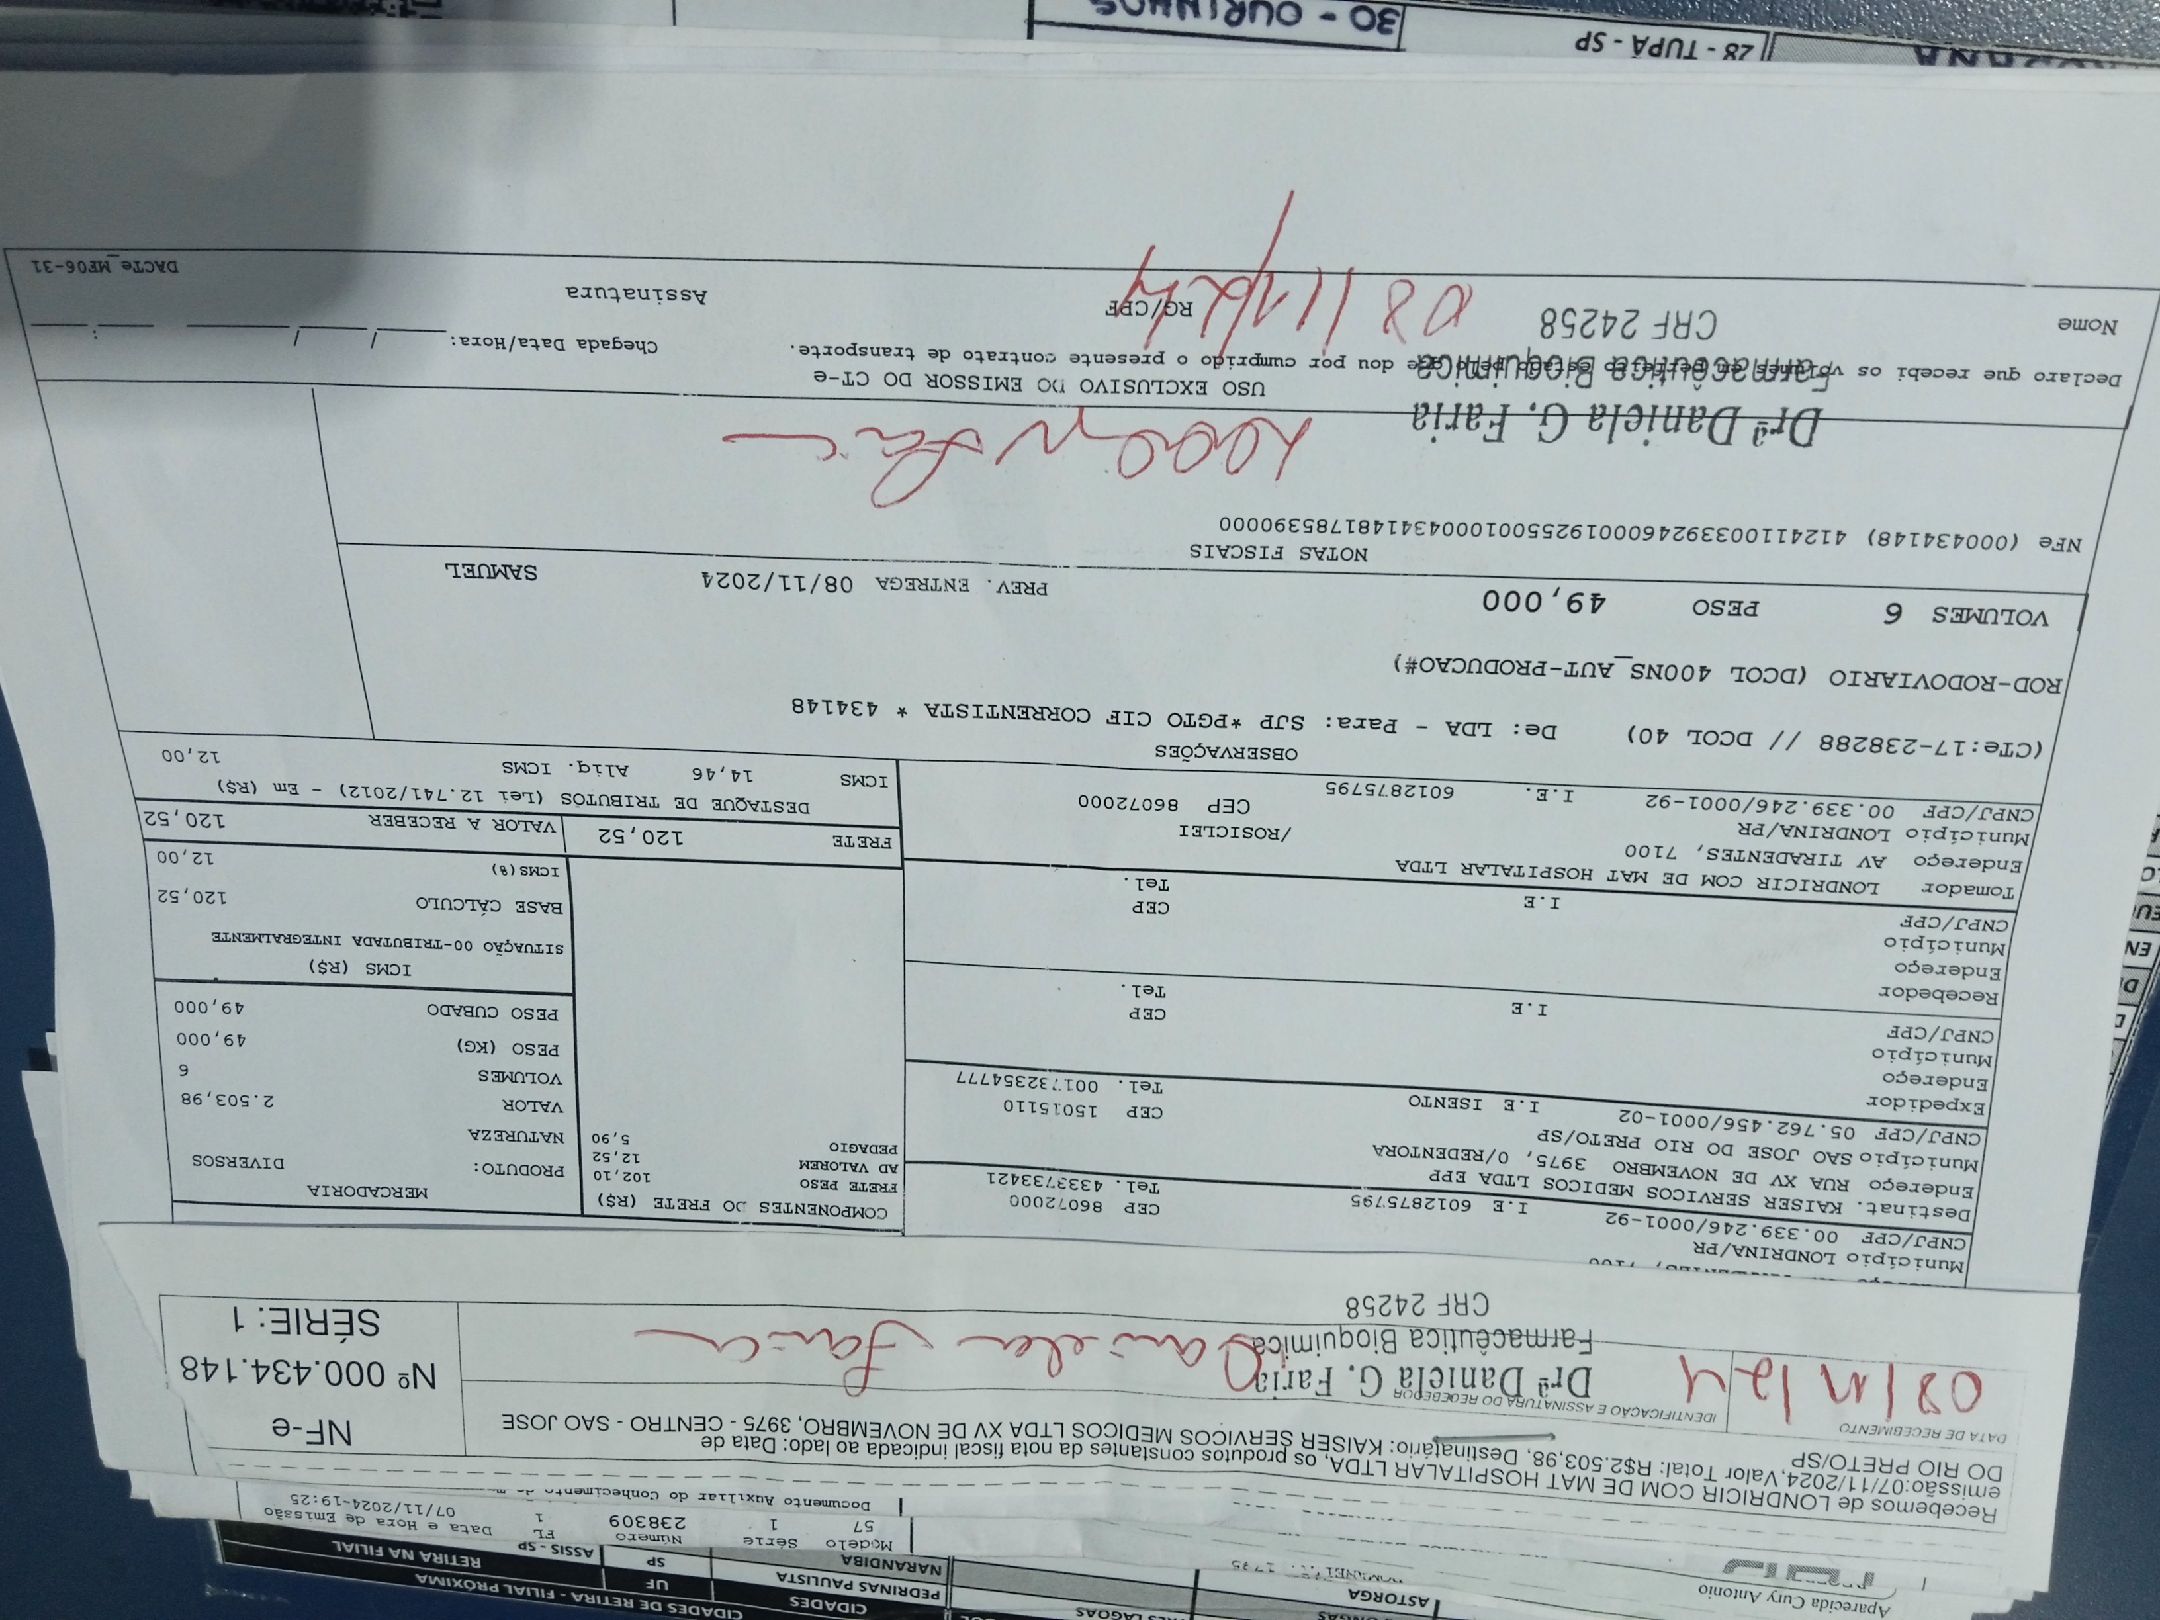 CIDADES DE RETIRA - FILIAL PRÓXIMA
CIDADES UF RETIRA NA FILIAL
PEDRINAS PAULISTA SP ASSIS - SP
NARANDIBA
ASTORGA
Aparecida Cury Antonio
Modelo Série Número FL Data e Hora de Emissão
57 1 238309 1 07/11/2024-19:25
Documento Auxiliar do Conhecimento de
Recebemos de LONDRICIR COM DE MAT HOSPITALAR LTDA, os produtos constantes da nota fiscal indicada ao lado: Data de
emissão:07/11/2024,Valor Total: R$2.503,98, Destinatário: KAISER SERVICOS MEDICOS LTDA XV DE NOVEMBRO, 3975 - CENTRO - SAO JOSE
DO RIO PRETO/SP
DATA DE RECEBIMENTO
08/11/24
IDENTIFICAÇÃO E ASSINATURA DO RECEBEDOR
Drª Daniela G. Faria
Farmacêutica Bioquímica
CRF 24258
Daniela Faria
NF-e
Nº 000.434.148
SÉRIE: 1
Município LONDRINA/PR
CNPJ/CPF 00.339.246/0001-92 I.E 6012875795 CEP 86072000
Tel. 4333733421
Destinat. KAISER SERVICOS MEDICOS LTDA EPP
Endereço RUA XV DE NOVEMBRO 3975, 0/REDENTORA
Município SAO JOSE DO RIO PRETO/SP CEP 15015110
CNPJ/CPF 05.762.456/0001-02 I.E ISENTO Tel. 001732354777
Expedidor
Endereço
Município CEP
CNPJ/CPF I.E Tel.
Recebedor
Endereço
Município CEP
CNPJ/CPF I.E Tel.
Tomador LONDRICIR COM DE MAT HOSPITALAR LTDA
Endereço AV TIRADENTES, 7100 /ROSICLEI
Município LONDRINA/PR CEP 86072000
CNPJ/CPF 00.339.246/0001-92 I.E. 6012875795
COMPONENTES DO FRETE (R$)
FRETE PESO 102,10
AD VALOREM 12,52
PEDAGIO 5,90
MERCADORIA
PRODUTO: DIVERSOS
NATUREZA
VALOR 2.503,98
VOLUMES 6
PESO (KG) 49,000
PESO CUBADO 49,000
ICMS (R$)
SITUAÇÃO 00-TRIBUTADA INTEGRALMENTE
BASE CÁLCULO 120,52
ICMS(%) 12,00
FRETE 120,52 VALOR A RECEBER 120,52
DESTAQUE DE TRIBUTOS (Lei 12.741/2012) - Em (R$)
ICMS 14,46 Aliq. ICMS 12,00
OBSERVAÇÕES
(CTe:17-238288 // DCOL 40) De: LDA - Para: SJP *PGTO CIF CORRENTISTA * 434148
ROD-RODOVIARIO (DCOL 400NS_AUT-PRODUCAO#)
VOLUMES 6 PESO 49,000 PREV. ENTREGA 08/11/2024 SAMUEL
NOTAS FISCAIS
NFe (000434148) 41241100339246000192550010004341481785390000
Drª Daniela G. Faria
Farmacêutica Bioquímica
CRF 24258
USO EXCLUSIVO DO EMISSOR DO CT-e
Declaro que recebi os volumes em perfeito estado pelo que dou por cumprido o presente contrato de transporte. Chegada Data/Hora: / / :
Nome RG/CPF Assinatura
08/11/24
DACTe_MF06-31
28 - TUPÃ - SP
30 - OURINHOS